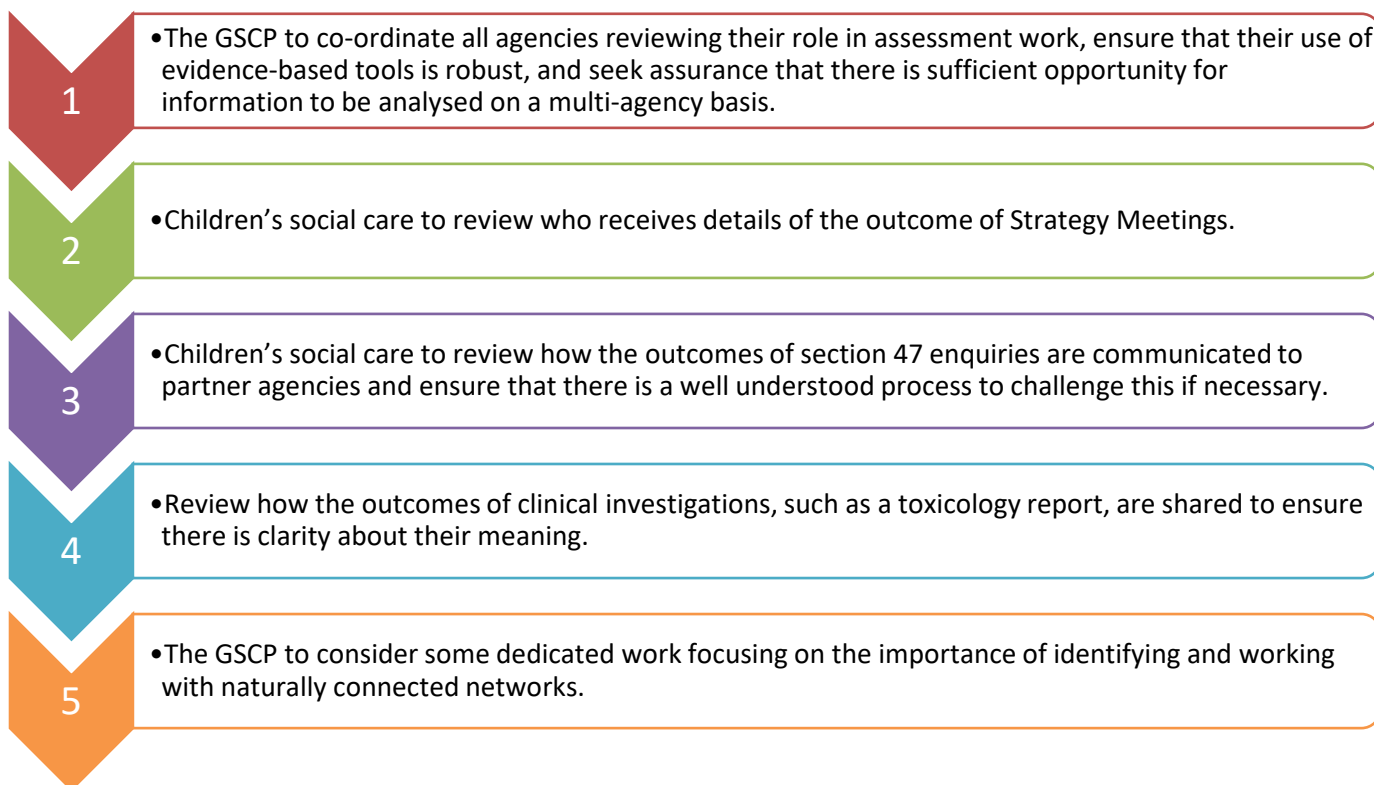 1
•The GSCP to co-ordinate all agencies reviewing their role in assessment work, ensure that their use of
evidence-based tools is robust, and seek assurance that there is sufficient opportunity for
information to be analysed on a multi-agency basis.
2
•Children’s social care to review who receives details of the outcome of Strategy Meetings.
3
•Children’s social care to review how the outcomes of section 47 enquiries are communicated to
partner agencies and ensure that there is a well understood process to challenge this if necessary.
4
•Review how the outcomes of clinical investigations, such as a toxicology report, are shared to ensure
there is clarity about their meaning.
5
•The GSCP to consider some dedicated work focusing on the importance of identifying and working
with naturally connected networks.